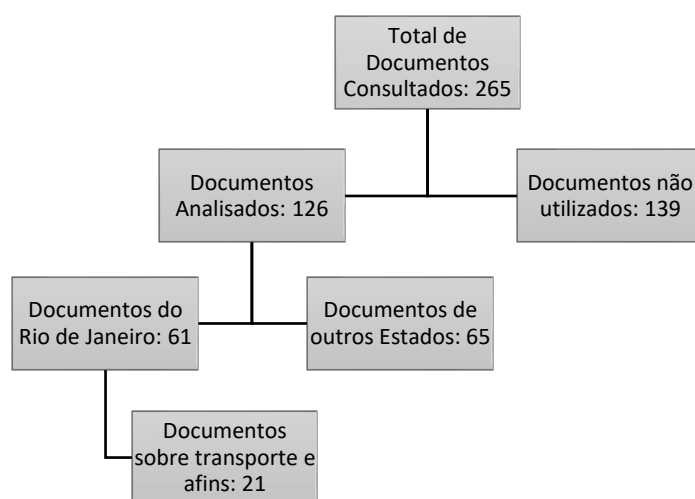 Total de
Documentos
Consultados: 265
Documentos
Analisados: 126
Documentos não
utilizados: 139
Documentos do
Rio de Janeiro: 61
Documentos de
outros Estados: 65
Documentos
sobre transporte e
afins: 21